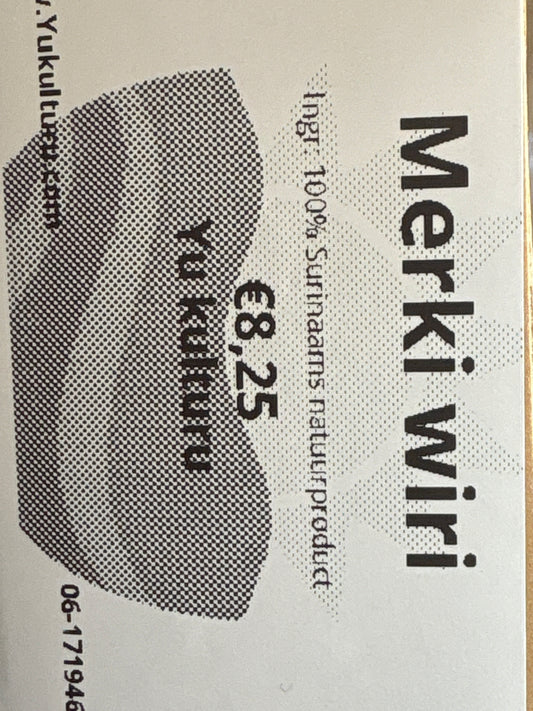 Merki wiri
Ingr. 100% Surinaams natuurproduct
€8,25
Yu kulturu
.Yukulturu.com
06-171946